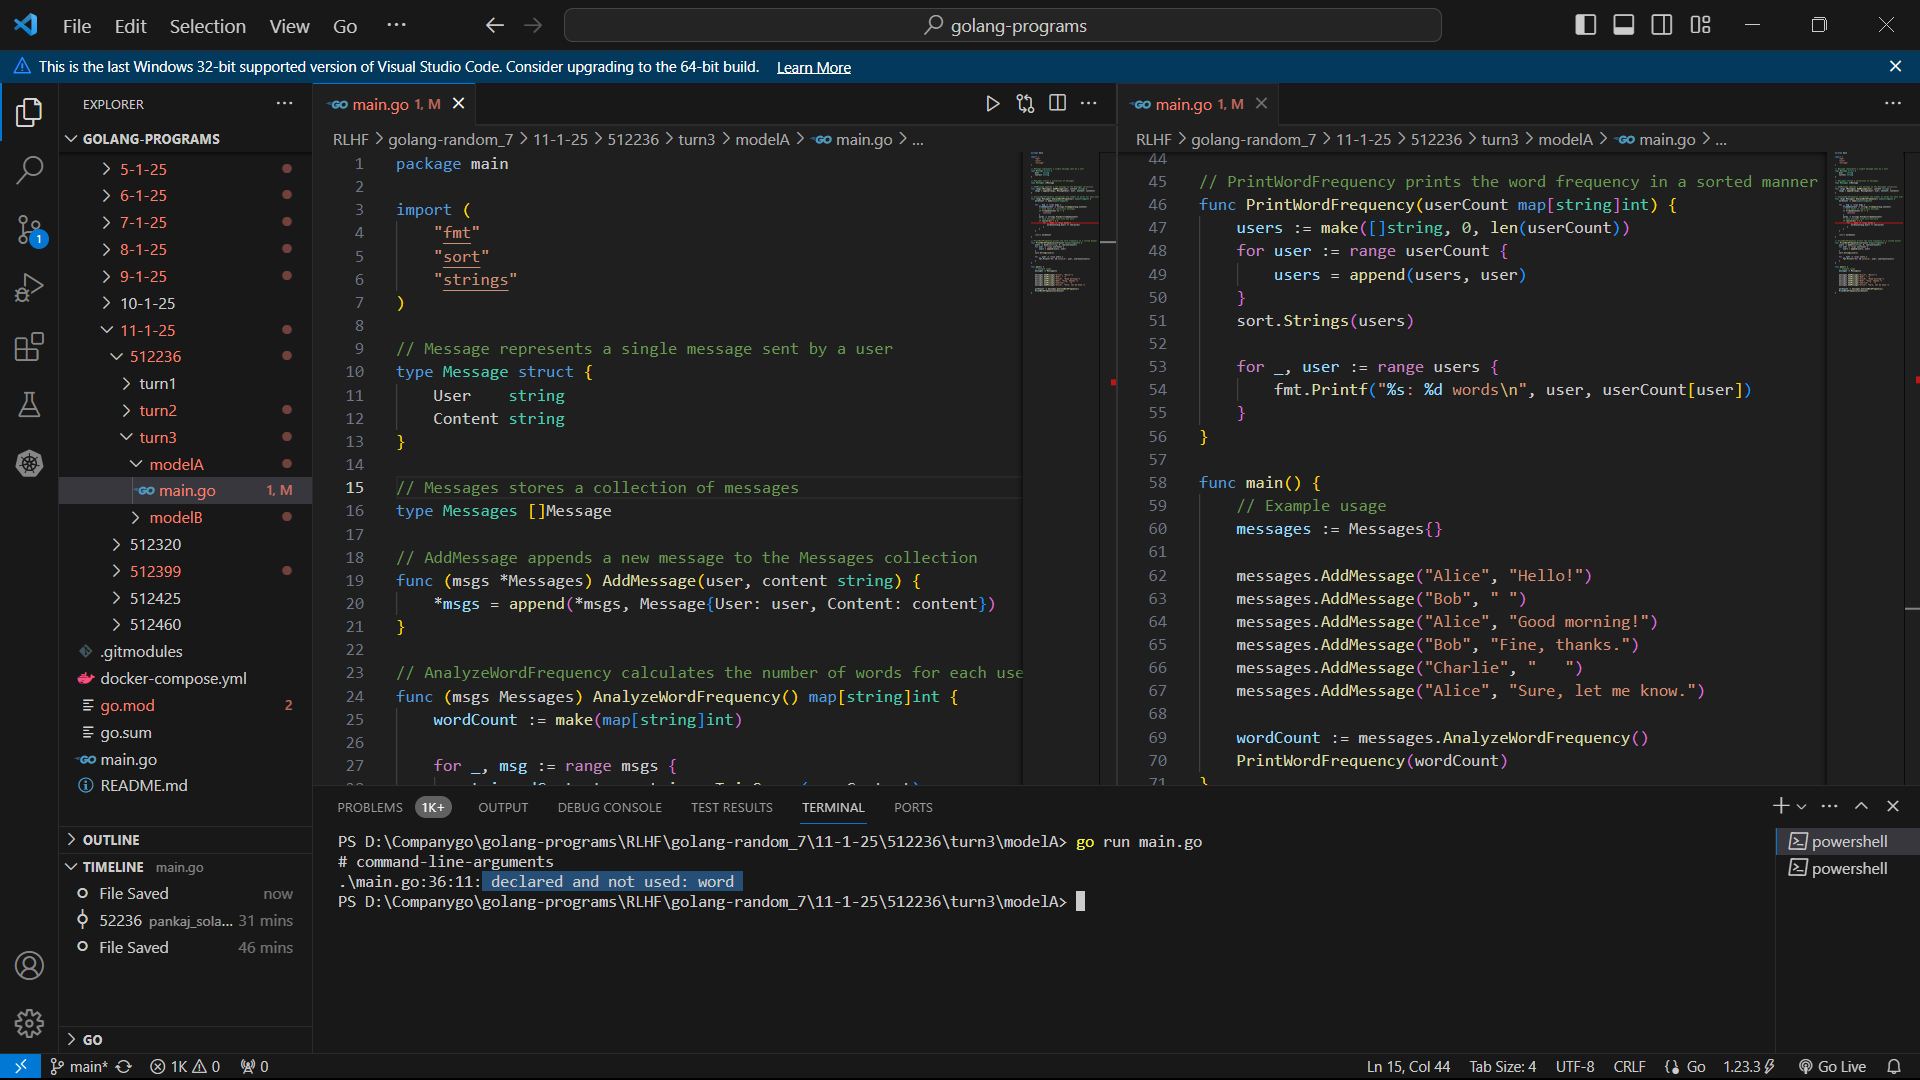 File Edit Selection View Go ··· golang-programs
This is the last Windows 32-bit supported version of Visual Studio Code. Consider upgrading to the 64-bit build. Learn More
EXPLORER
GOLANG-PROGRAMS
5-1-25
6-1-25
7-1-25
8-1-25
9-1-25
10-1-25
11-1-25
512236
turn1
turn2
turn3
modelA
main.go 1, M
modelB
512320
512399
512425
512460
.gitmodules
docker-compose.yml
go.mod 2
go.sum
main.go
README.md
OUTLINE
TIMELINE main.go
File Saved now
52236 pankaj_sola... 31 mins
File Saved 46 mins
GO
main.go 1, M
RLHF > golang-random_7 > 11-1-25 > 512236 > turn3 > modelA > main.go > ...
1 package main
2
3 import (
4 "fmt"
5 "sort"
6 "strings"
7 )
8
9 // Message represents a single message sent by a user
10 type Message struct {
11 User string
12 Content string
13 }
14
15 // Messages stores a collection of messages
16 type Messages []Message
17
18 // AddMessage appends a new message to the Messages collection
19 func (msgs *Messages) AddMessage(user, content string) {
20 *msgs = append(*msgs, Message{User: user, Content: content})
21 }
22
23 // AnalyzeWordFrequency calculates the number of words for each use
24 func (msgs Messages) AnalyzeWordFrequency() map[string]int {
25 wordCount := make(map[string]int)
26
27 for _, msg := range msgs {
main.go 1, M
RLHF > golang-random_7 > 11-1-25 > 512236 > turn3 > modelA > main.go > ...
44
45 // PrintWordFrequency prints the word frequency in a sorted manner
46 func PrintWordFrequency(userCount map[string]int) {
47 users := make([]string, 0, len(userCount))
48 for user := range userCount {
49 users = append(users, user)
50 }
51 sort.Strings(users)
52
53 for _, user := range users {
54 fmt.Printf("%s: %d words\n", user, userCount[user])
55 }
56 }
57
58 func main() {
59 // Example usage
60 messages := Messages{}
61
62 messages.AddMessage("Alice", "Hello!")
63 messages.AddMessage("Bob", " ")
64 messages.AddMessage("Alice", "Good morning!")
65 messages.AddMessage("Bob", "Fine, thanks.")
66 messages.AddMessage("Charlie", "   ")
67 messages.AddMessage("Alice", "Sure, let me know.")
68
69 wordCount := messages.AnalyzeWordFrequency()
70 PrintWordFrequency(wordCount)
71 }
PROBLEMS 1K+ OUTPUT DEBUG CONSOLE TEST RESULTS TERMINAL PORTS
PS D:\Companygo\golang-programs\RLHF\golang-random_7\11-1-25\512236\turn3\modelA> go run main.go
# command-line-arguments
.\main.go:36:11: declared and not used: word
PS D:\Companygo\golang-programs\RLHF\golang-random_7\11-1-25\512236\turn3\modelA>
powershell
powershell
main* 1K 0 0 Ln 15, Col 44 Tab Size: 4 UTF-8 CRLF Go 1.23.3 Go Live